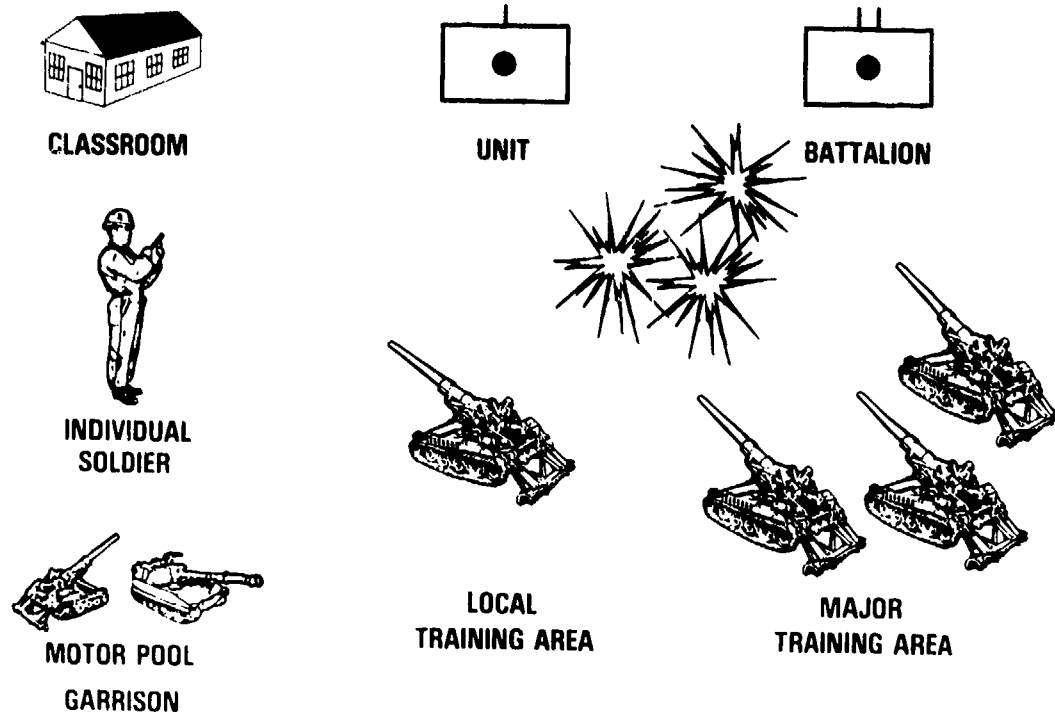 CLASSROOM
UNIT
BATTALION
INDIVIDUAL
SOLDIER
LOCAL
TRAINING AREA
MAJOR
TRAINING AREA
MOTOR POOL
GARRISON